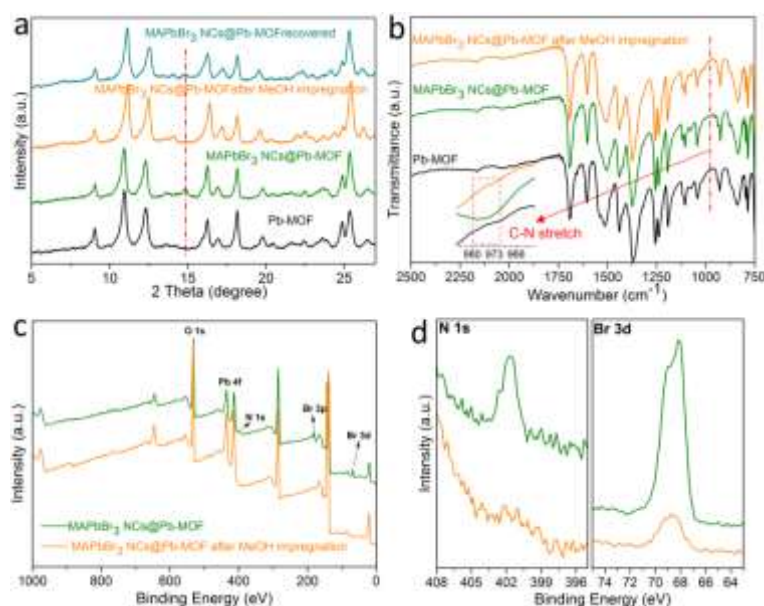 a
MAPbBr3 NCs@Pb-MOFrecovered
MAPbBr3 NCs@Pb-MOFafter MeOH impregnation
MAPbBr3 NCs@Pb-MOF
Pb-MOF
Intensity (a.u.)
5 10 15 20 25
2 Theta (degree)
b
MAPbBr3 NCs@Pb-MOF after MeOH impregnation
MAPbBr3 NCs@Pb-MOF
Pb-MOF
C-N stretch
960 973 988
Transmittance (a.u.)
2500 2250 2000 1750 1500 1250 1000 750
Wavenumber (cm-1)
c
O 1s
Pb 4f
N 1s
Br 3p
Br 3d
MAPbBr3 NCs@Pb-MOF
MAPbBr3 NCs@Pb-MOF after MeOH impregnation
Intensity (a.u.)
1000 800 600 400 200 0
Binding Energy (eV)
d
N 1s
Br 3d
Intensity (a.u.)
408 405 402 399 396
74 72 70 68 66 64
Binding Energy (eV)